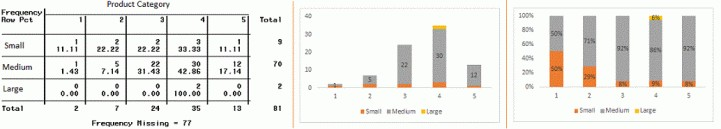 Product Category
Frequency
Row Pct 1 2 3 4 5 Total
Small 1 2 2 3 1 9
11.11 22.22 22.22 33.33 11.11
Medium 1 5 22 30 12 70
1.43 7.14 31.43 42.86 17.14
Large 0 0 0 2 0 2
0.00 0.00 0.00 100.00 0.00
Total 2 7 24 35 13 81
Frequency Missing = 77
40
30
20
10
0
1
5
22
30
12
1 2 3 4 5
Small Medium Large
100%
80%
60%
40%
20%
0%
6%
50% 71% 92% 86% 92%
50% 29% 8% 9% 8%
1 2 3 4 5
Small Medium Large